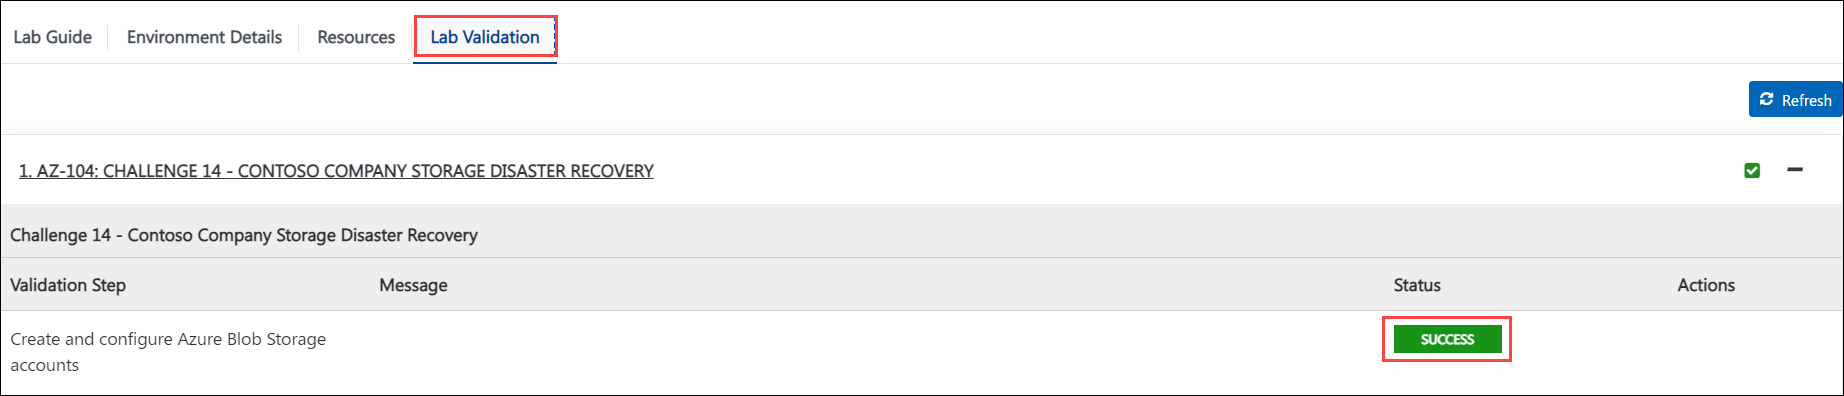 Lab Guide Environment Details Resources Lab Validation
Refresh
1. AZ-104: CHALLENGE 14 - CONTOSO COMPANY STORAGE DISASTER RECOVERY
Challenge 14 - Contoso Company Storage Disaster Recovery
Validation Step Message Status Actions
Create and configure Azure Blob Storage
accounts
SUCCESS